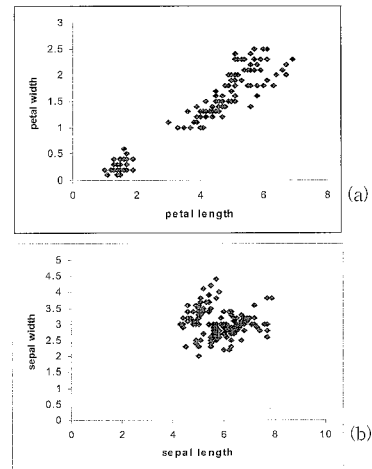 3
2.5
2
1.5
1
0.5
0
petal width
0 2 4 6 8
petal length
(a)
5
4.5
4
3.5
3
2.5
2
1.5
1
0.5
0
sepal width
0 2 4 6 8 10
sepal length
(b)